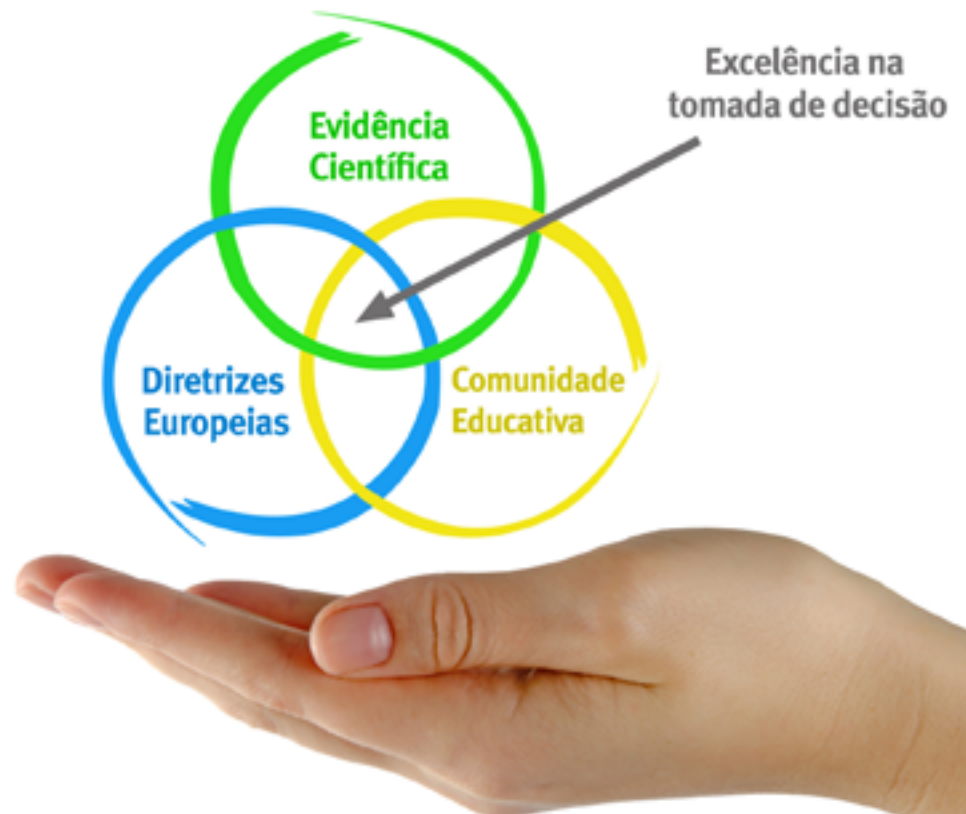 Excelência na
tomada de decisão
Evidência
Científica
Diretrizes
Europeias
Comunidade
Educativa